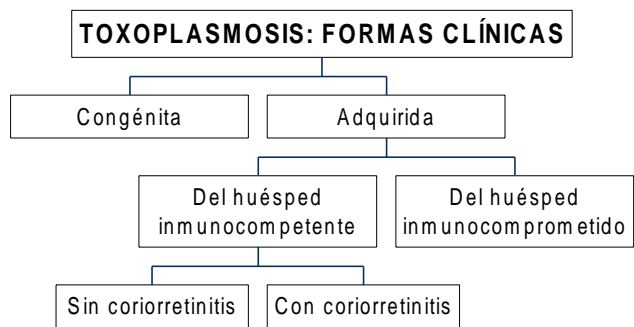 TOXOPLASMOSIS: FORMAS CLÍNICAS
Congénita
Adquirida
Del huésped
inmunocompetente
Del huésped
inmunocomprometido
Sin coriorretinitis
Con coriorretinitis